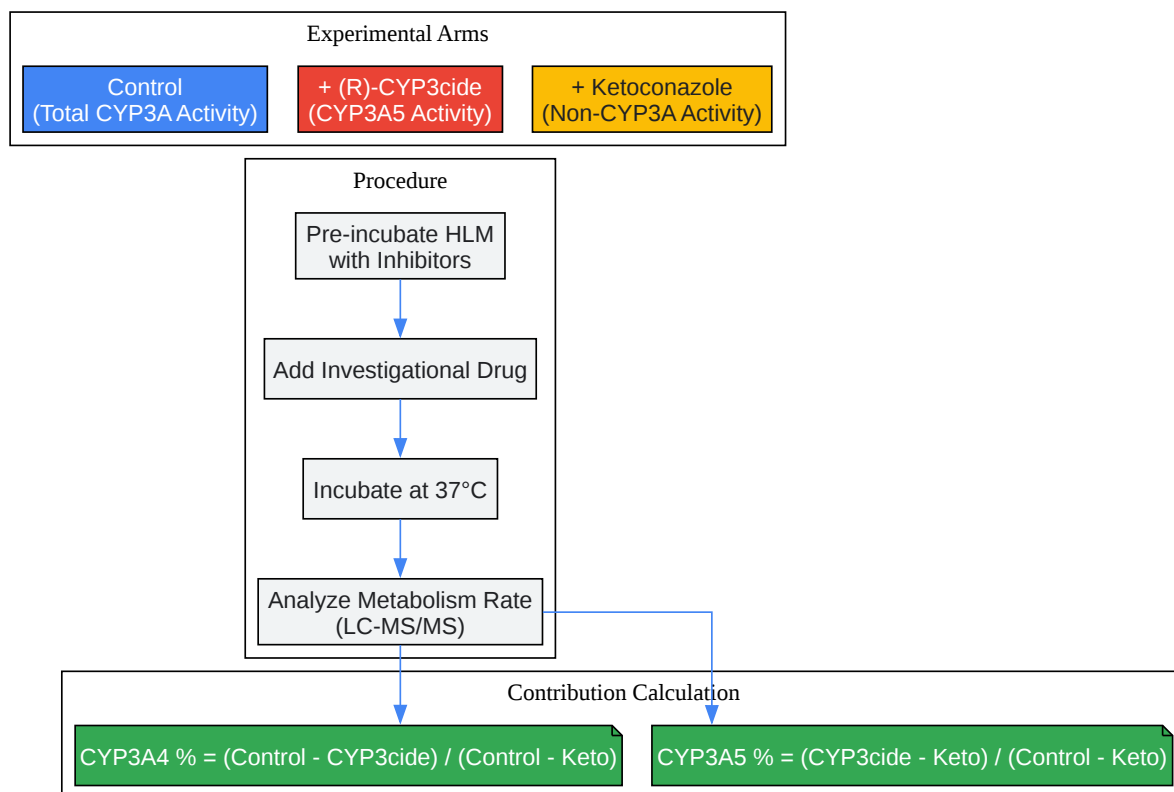 Experimental Arms
Control
(Total CYP3A Activity)
+ (R)-CYP3cide
(CYP3A5 Activity)
+ Ketoconazole
(Non-CYP3A Activity)
Procedure
Pre-incubate HLM
with Inhibitors
Add Investigational Drug
Incubate at 37°C
Analyze Metabolism Rate
(LC-MS/MS)
Contribution Calculation
CYP3A4 % = (Control - CYP3cide) / (Control - Keto)
CYP3A5 % = (CYP3cide - Keto) / (Control - Keto)